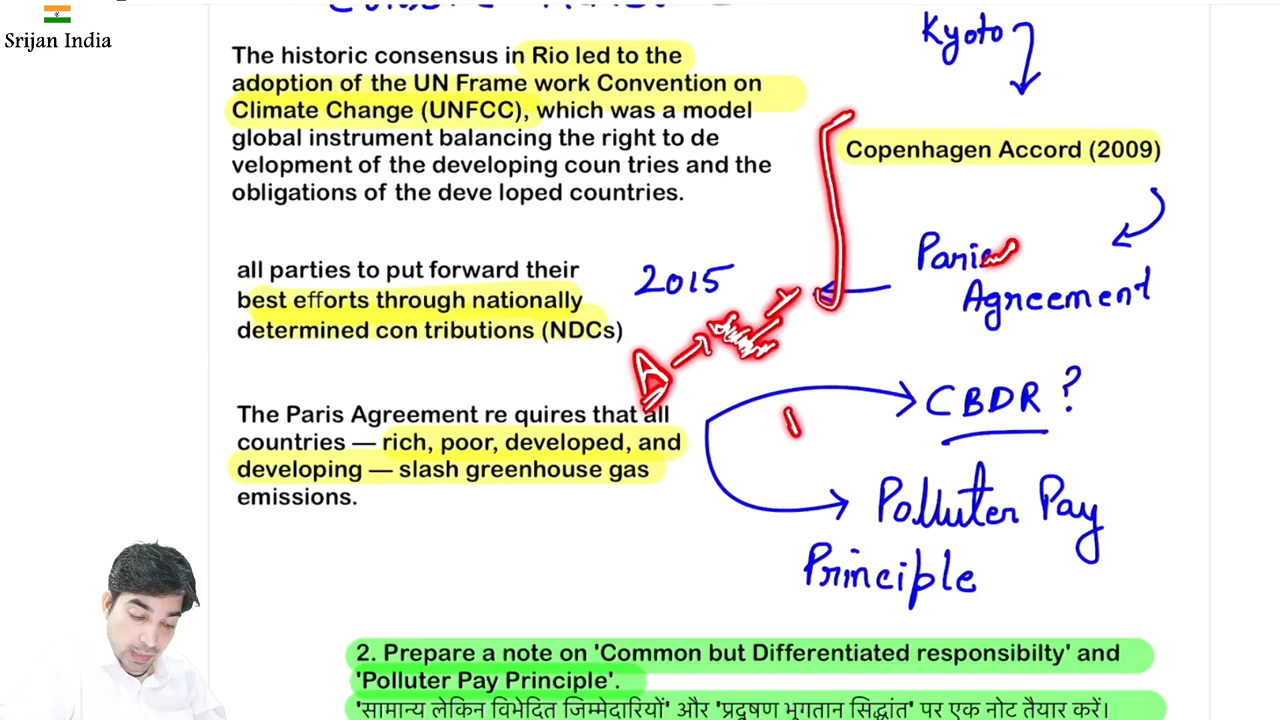 Srijan India
Kyoto
The historic consensus in Rio led to the
adoption of the UN Frame work Convention on
Climate Change (UNFCC), which was a model
global instrument balancing the right to de
velopment of the developing coun tries and the
obligations of the deve loped countries.
Copenhagen Accord (2009)
all parties to put forward their
best efforts through nationally
determined con tributions (NDCs)
2015
Paris
Agreement
A
The Paris Agreement re quires that all
countries — rich, poor, developed, and
developing — slash greenhouse gas
emissions.
CBDR ?
Polluter Pay
Principle
2. Prepare a note on 'Common but Differentiated responsibilty' and
'Polluter Pay Principle'.
'सामान्य लेकिन विभेदित जिम्मेदारियों' और 'प्रदूषण भुगतान सिद्धांत' पर एक नोट तैयार करें।